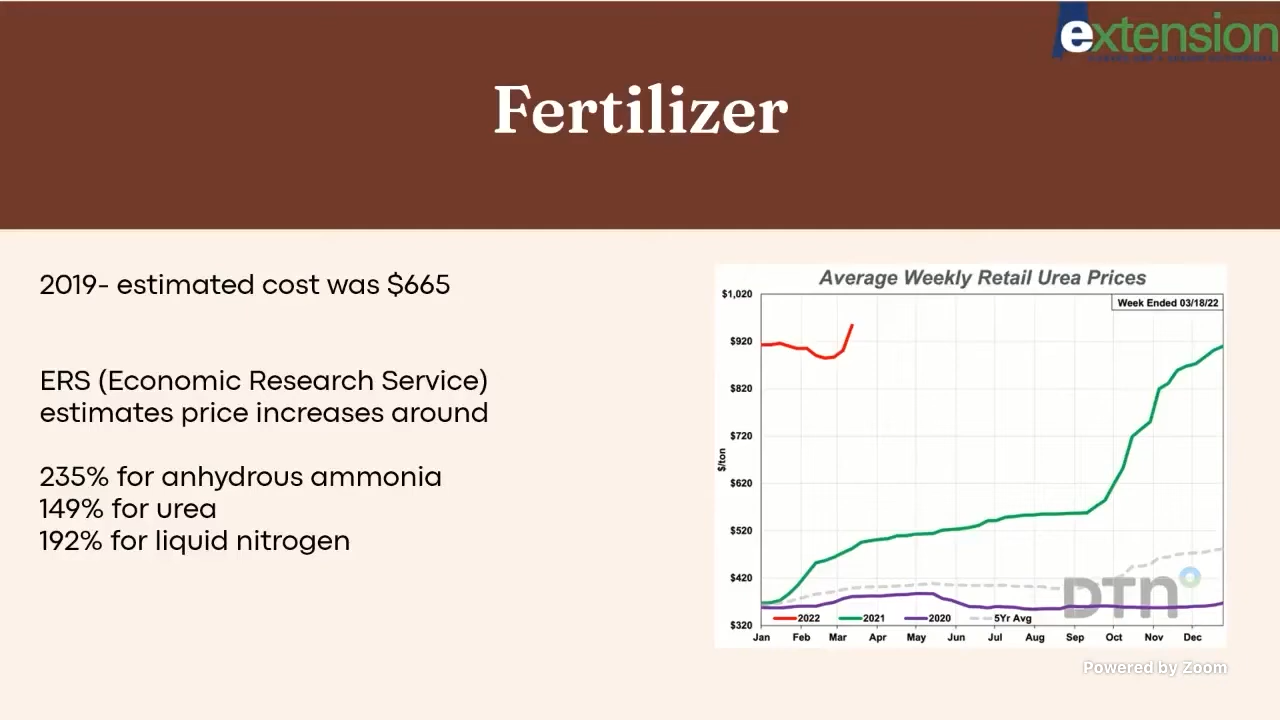 extension
Fertilizer
2019- estimated cost was $665
ERS (Economic Research Service)
estimates price increases around
235% for anhydrous ammonia
149% for urea
192% for liquid nitrogen
Average Weekly Retail Urea Prices
Week Ended 03/18/22
$1,020
$920
$820
$720
$620
$520
$420
$320
$/ton
DTN
2022 2021 2020 5Yr Avg
Jan Feb Mar Apr May Jun Jul Aug Sep Oct Nov Dec
Powered by Zoom